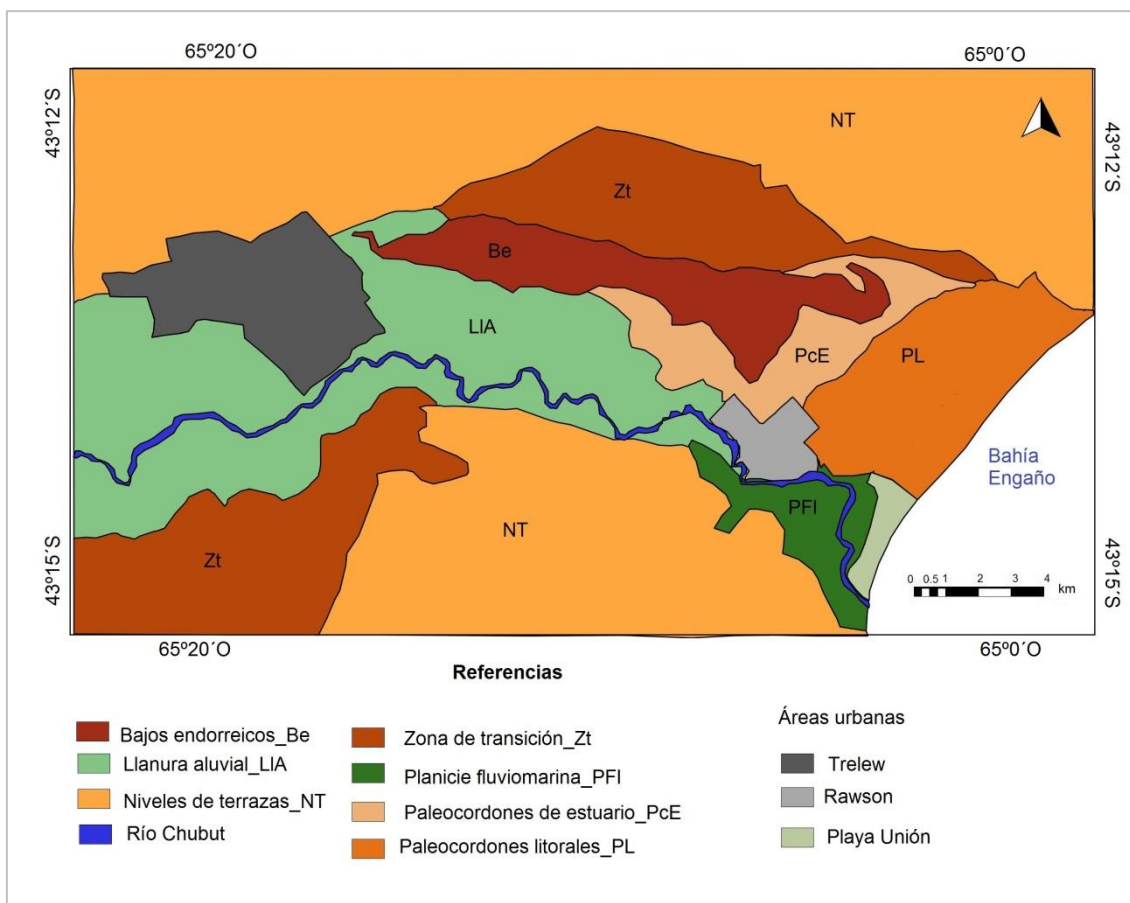 65º20´O
65º0´O
43º12´S
43º12´S
NT
Zt
Be
LIA
PcE
PL
Bahía
Engaño
PFI
NT
Zt
43º15´S
43º15´S
0 0.5 1 2 3 4
km
65º20´O
65º0´O
Referencias
Bajos endorreicos_Be
Llanura aluvial_LlA
Niveles de terrazas_NT
Río Chubut
Zona de transición_Zt
Planicie fluviomarina_PFl
Paleocordones de estuario_PcE
Paleocordones litorales_PL
Áreas urbanas
Trelew
Rawson
Playa Unión